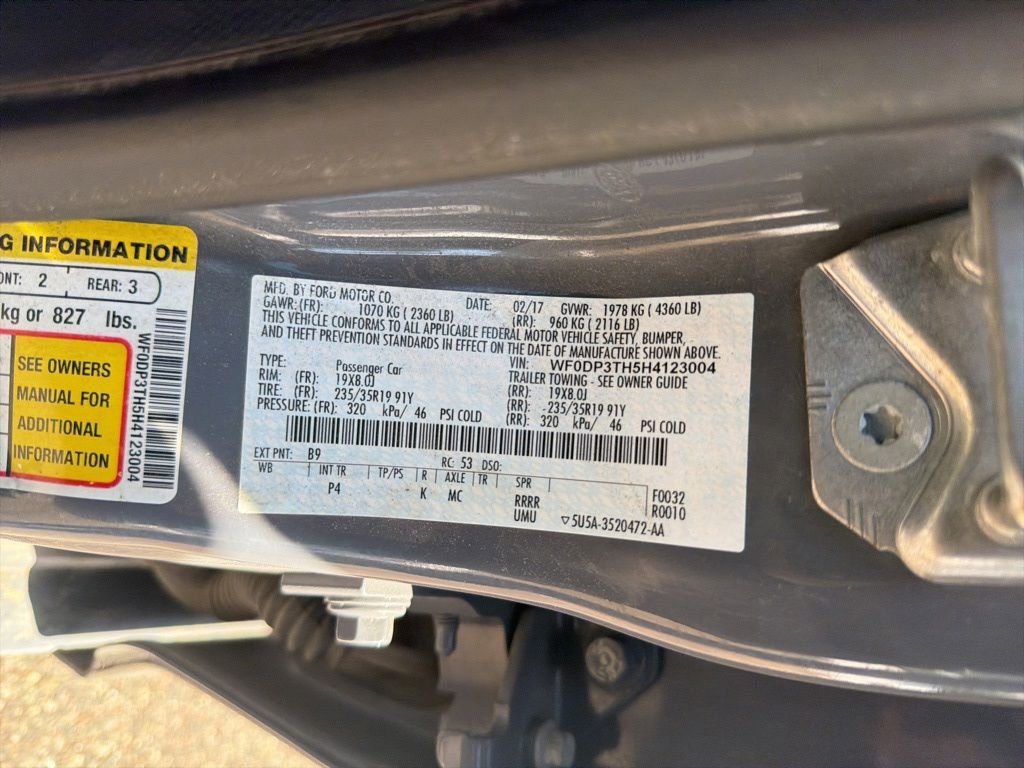 G INFORMATION
ONT: 2 REAR: 3
kg or 827 lbs.
SEE OWNERS
MANUAL FOR
ADDITIONAL
INFORMATION
WF0DP3TH5H4123004
MFD. BY FORD MOTOR CO. DATE: 02/17 GVWR: 1978 KG ( 4360 LB)
GAWR: (FR): 1070 KG ( 2360 LB) (RR): 960 KG ( 2116 LB)
THIS VEHICLE CONFORMS TO ALL APPLICABLE FEDERAL MOTOR VEHICLE SAFETY, BUMPER,
AND THEFT PREVENTION STANDARDS IN EFFECT ON THE DATE OF MANUFACTURE SHOWN ABOVE.
VIN: WF0DP3TH5H4123004
TYPE: Passenger Car TRAILER TOWING - SEE OWNER GUIDE
RIM: (FR): 19X8.0J (RR): 19X8.0J
TIRE: (FR): 235/35R19 91Y (RR): 235/35R19 91Y
PRESSURE: (FR): 320 kPa/ 46 PSI COLD (RR): 320 kPa/ 46 PSI COLD
EXT PNT: B9 RC: 53 DSO:
WB INT TR TP/PS R AXLE TR SPR
P4 K MC RRRR F0032
UMU R0010
▽5U5A-3520472-AA